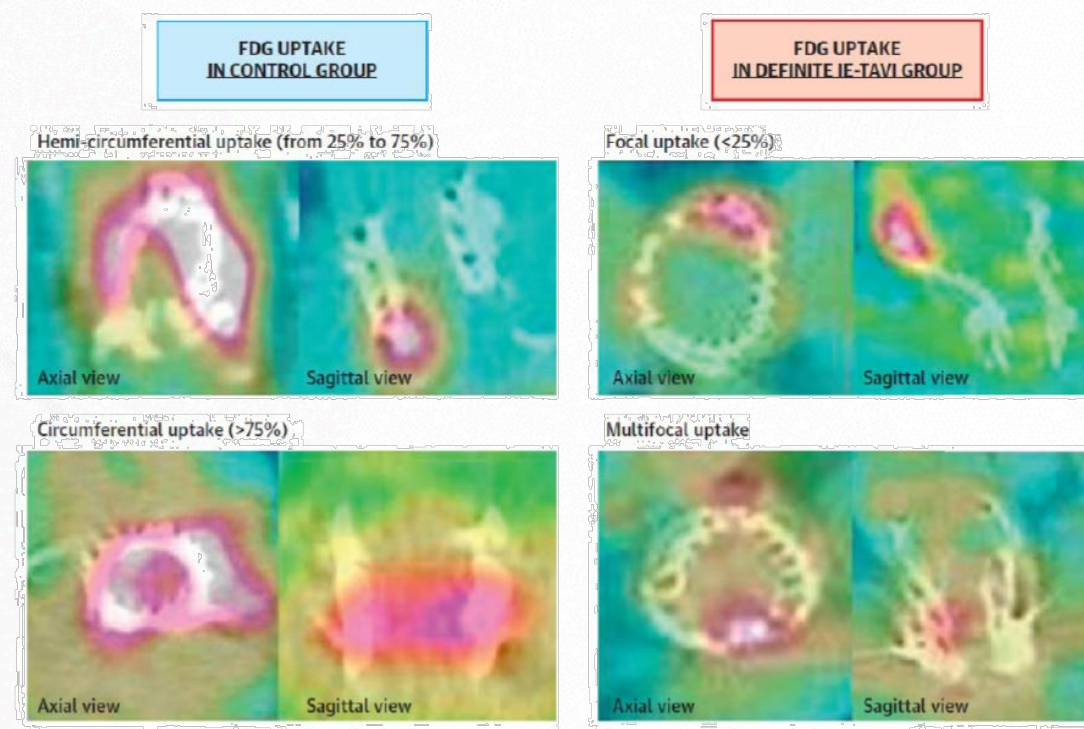 FDG UPTAKE
IN CONTROL GROUP
FDG UPTAKE
IN DEFINITE IE-TAVI GROUP
Hemi-circumferential uptake (from 25% to 75%)
Axial view
Sagittal view
Focal uptake (<25%)
Axial view
Sagittal view
Circumferential uptake (>75%)
Axial view
Sagittal view
Multifocal uptake
Axial view
Sagittal view